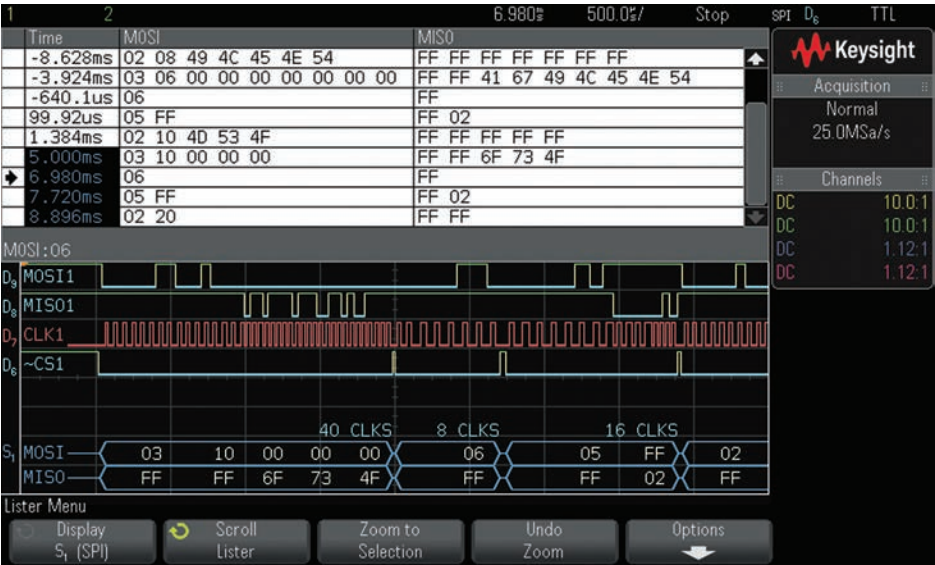 1 2 6.980ms 500.0us/ Stop SPI D6 TTL
Time MOSI MISO
-8.628ms 02 08 49 4C 45 4E 54 FF FF FF FF FF FF FF
-3.924ms 03 06 00 00 00 00 00 00 00 FF FF 41 67 49 4C 45 4E 54
-640.1us 06 FF
99.92us 05 FF FF 02
1.384ms 02 10 4D 53 4F FF FF FF FF FF
5.000ms 03 10 00 00 00 FF FF 6F 73 4F
6.980ms 06 FF
7.720ms 05 FF FF 02
8.896ms 02 20 FF FF
MOSI:06
Keysight
Acquisition
Normal
25.0MSa/s
Channels
DC 10.0:1
DC 10.0:1
DC 1.12:1
DC 1.12:1
D9 MOSI1
D8 MISO1
D7 CLK1
D6 ~CS1
40 CLKS 8 CLKS 16 CLKS
S1 MOSI 03 10 00 00 00 06 05 FF 02
MISO FF FF 6F 73 4F FF FF 02 FF
Lister Menu
Display Scroll Zoom to Undo Options
S1 (SPI) Lister Selection Zoom